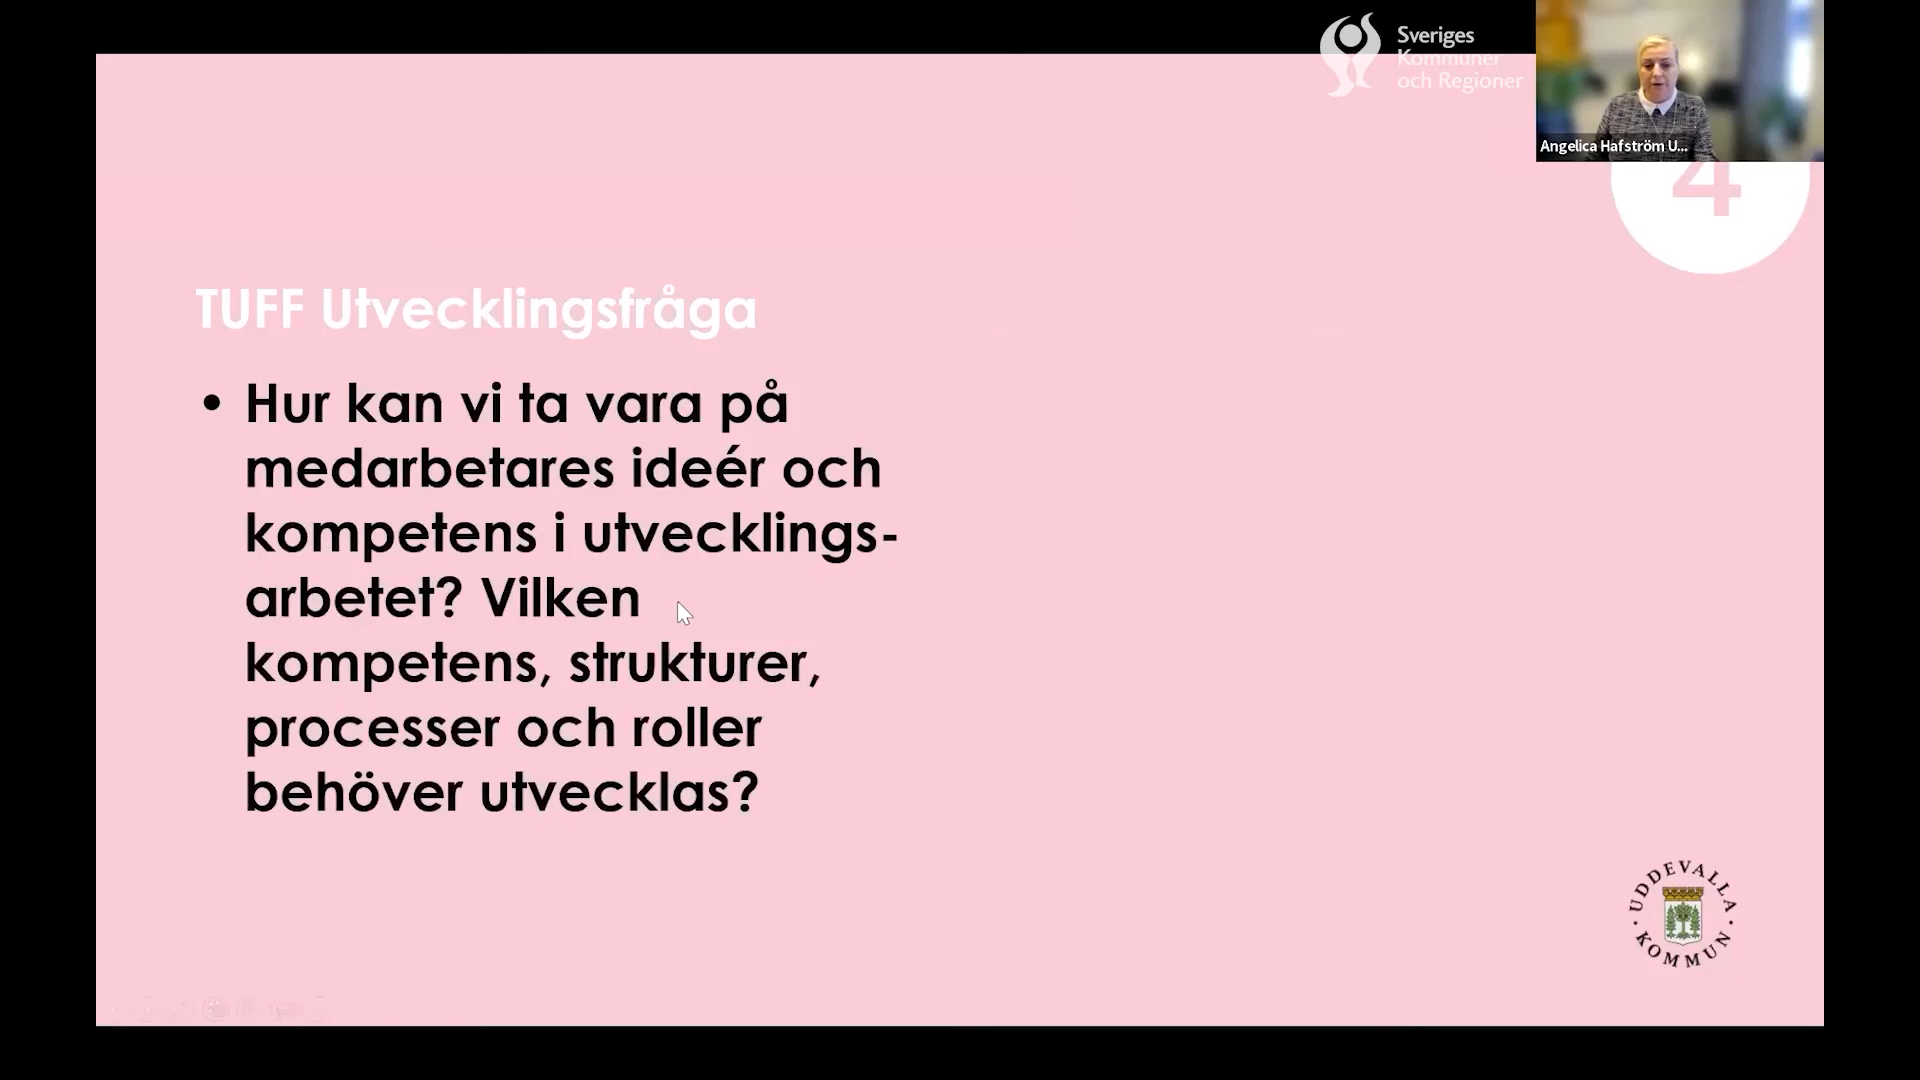 Sveriges
Kommuner
och Regioner
Angelica Hafström U...
4
TUFF Utvecklingsfråga
• Hur kan vi ta vara på
medarbetares ideér och
kompetens i utvecklings-
arbetet? Vilken
kompetens, strukturer,
processer och roller
behöver utvecklas?
UDDEVALLA
KOMMUN